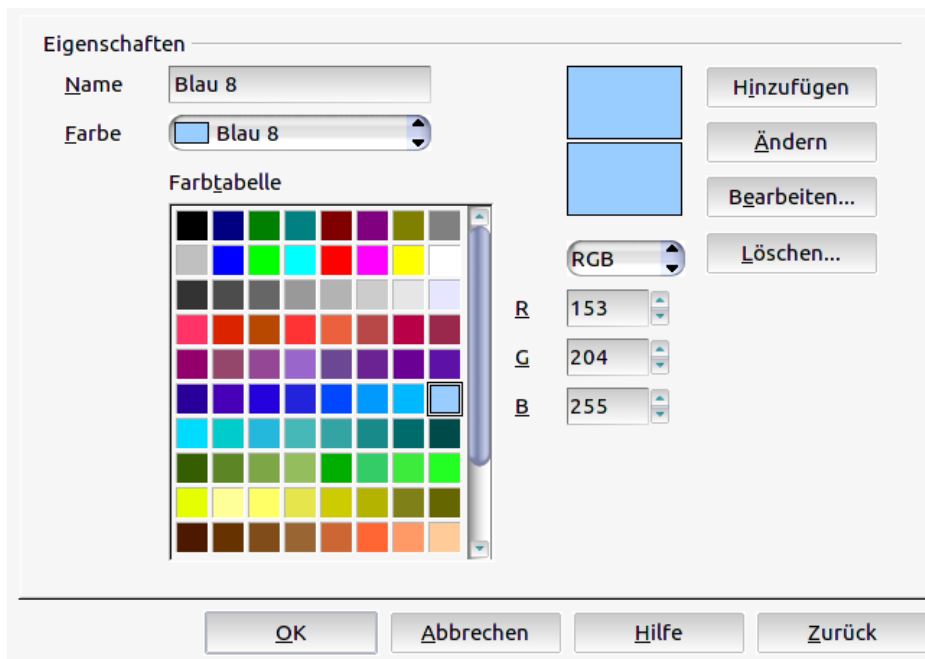 Eigenschaften
Name Blau 8
Farbe Blau 8
Farbtabelle
Hinzufügen
Ändern
Bearbeiten...
Löschen...
RGB
R 153
G 204
B 255
OK Abbrechen Hilfe Zurück